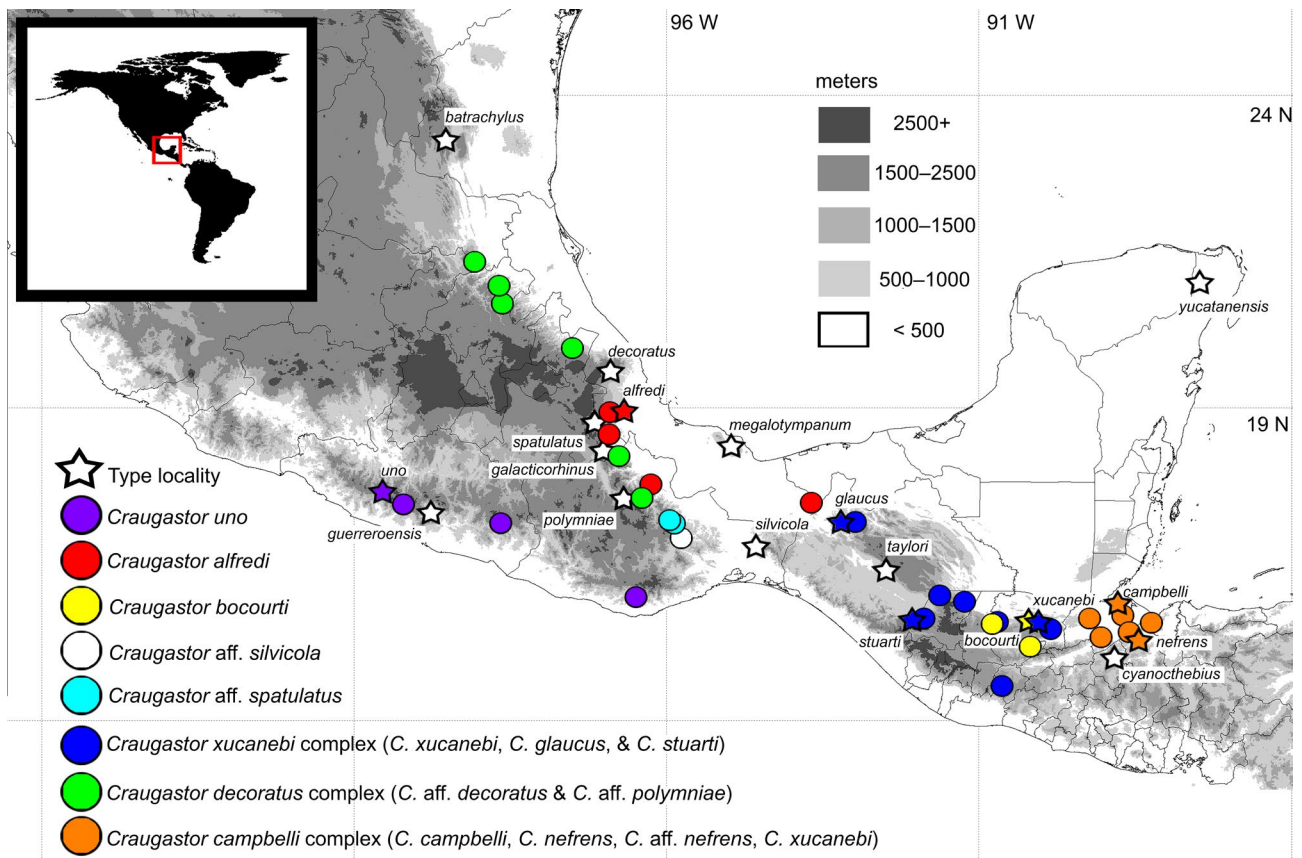 96 W
91 W
meters
2500+
24 N
batrachylus
1500–2500
1000–1500
500–1000
yucatanensis
< 500
decoratus
alfredi
19 N
spatulatus
megalotympanum
galacticorhinus
Type locality
uno
glaucus
Craugastor uno
guerreroensis
polymniae
silvicola
taylori
Craugastor alfredi
xucanebi
campbelli
Craugastor bocourti
stuarti
bocourti
nefrens
Craugastor aff. silvicola
cyanocthebius
Craugastor aff. spatulatus
Craugastor xucanebi complex (C. xucanebi, C. glaucus, & C. stuarti)
Craugastor decoratus complex (C. aff. decoratus & C. aff. polymniae)
Craugastor campbelli complex (C. campbelli, C. nefrens, C. aff. nefrens, C. xucanebi)